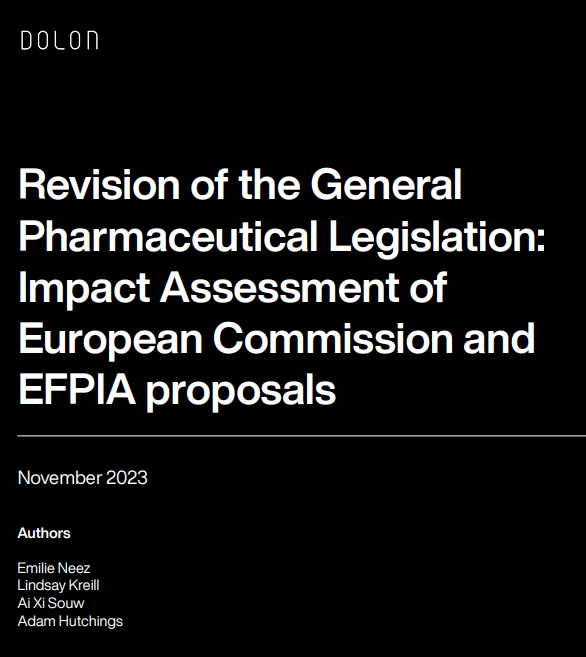 DOLON
Revision of the General
Pharmaceutical Legislation:
Impact Assessment of
European Commission and
EFPIA proposals
November 2023
Authors
Emilie Neez
Lindsay Kreill
Ai Xi Souw
Adam Hutchings